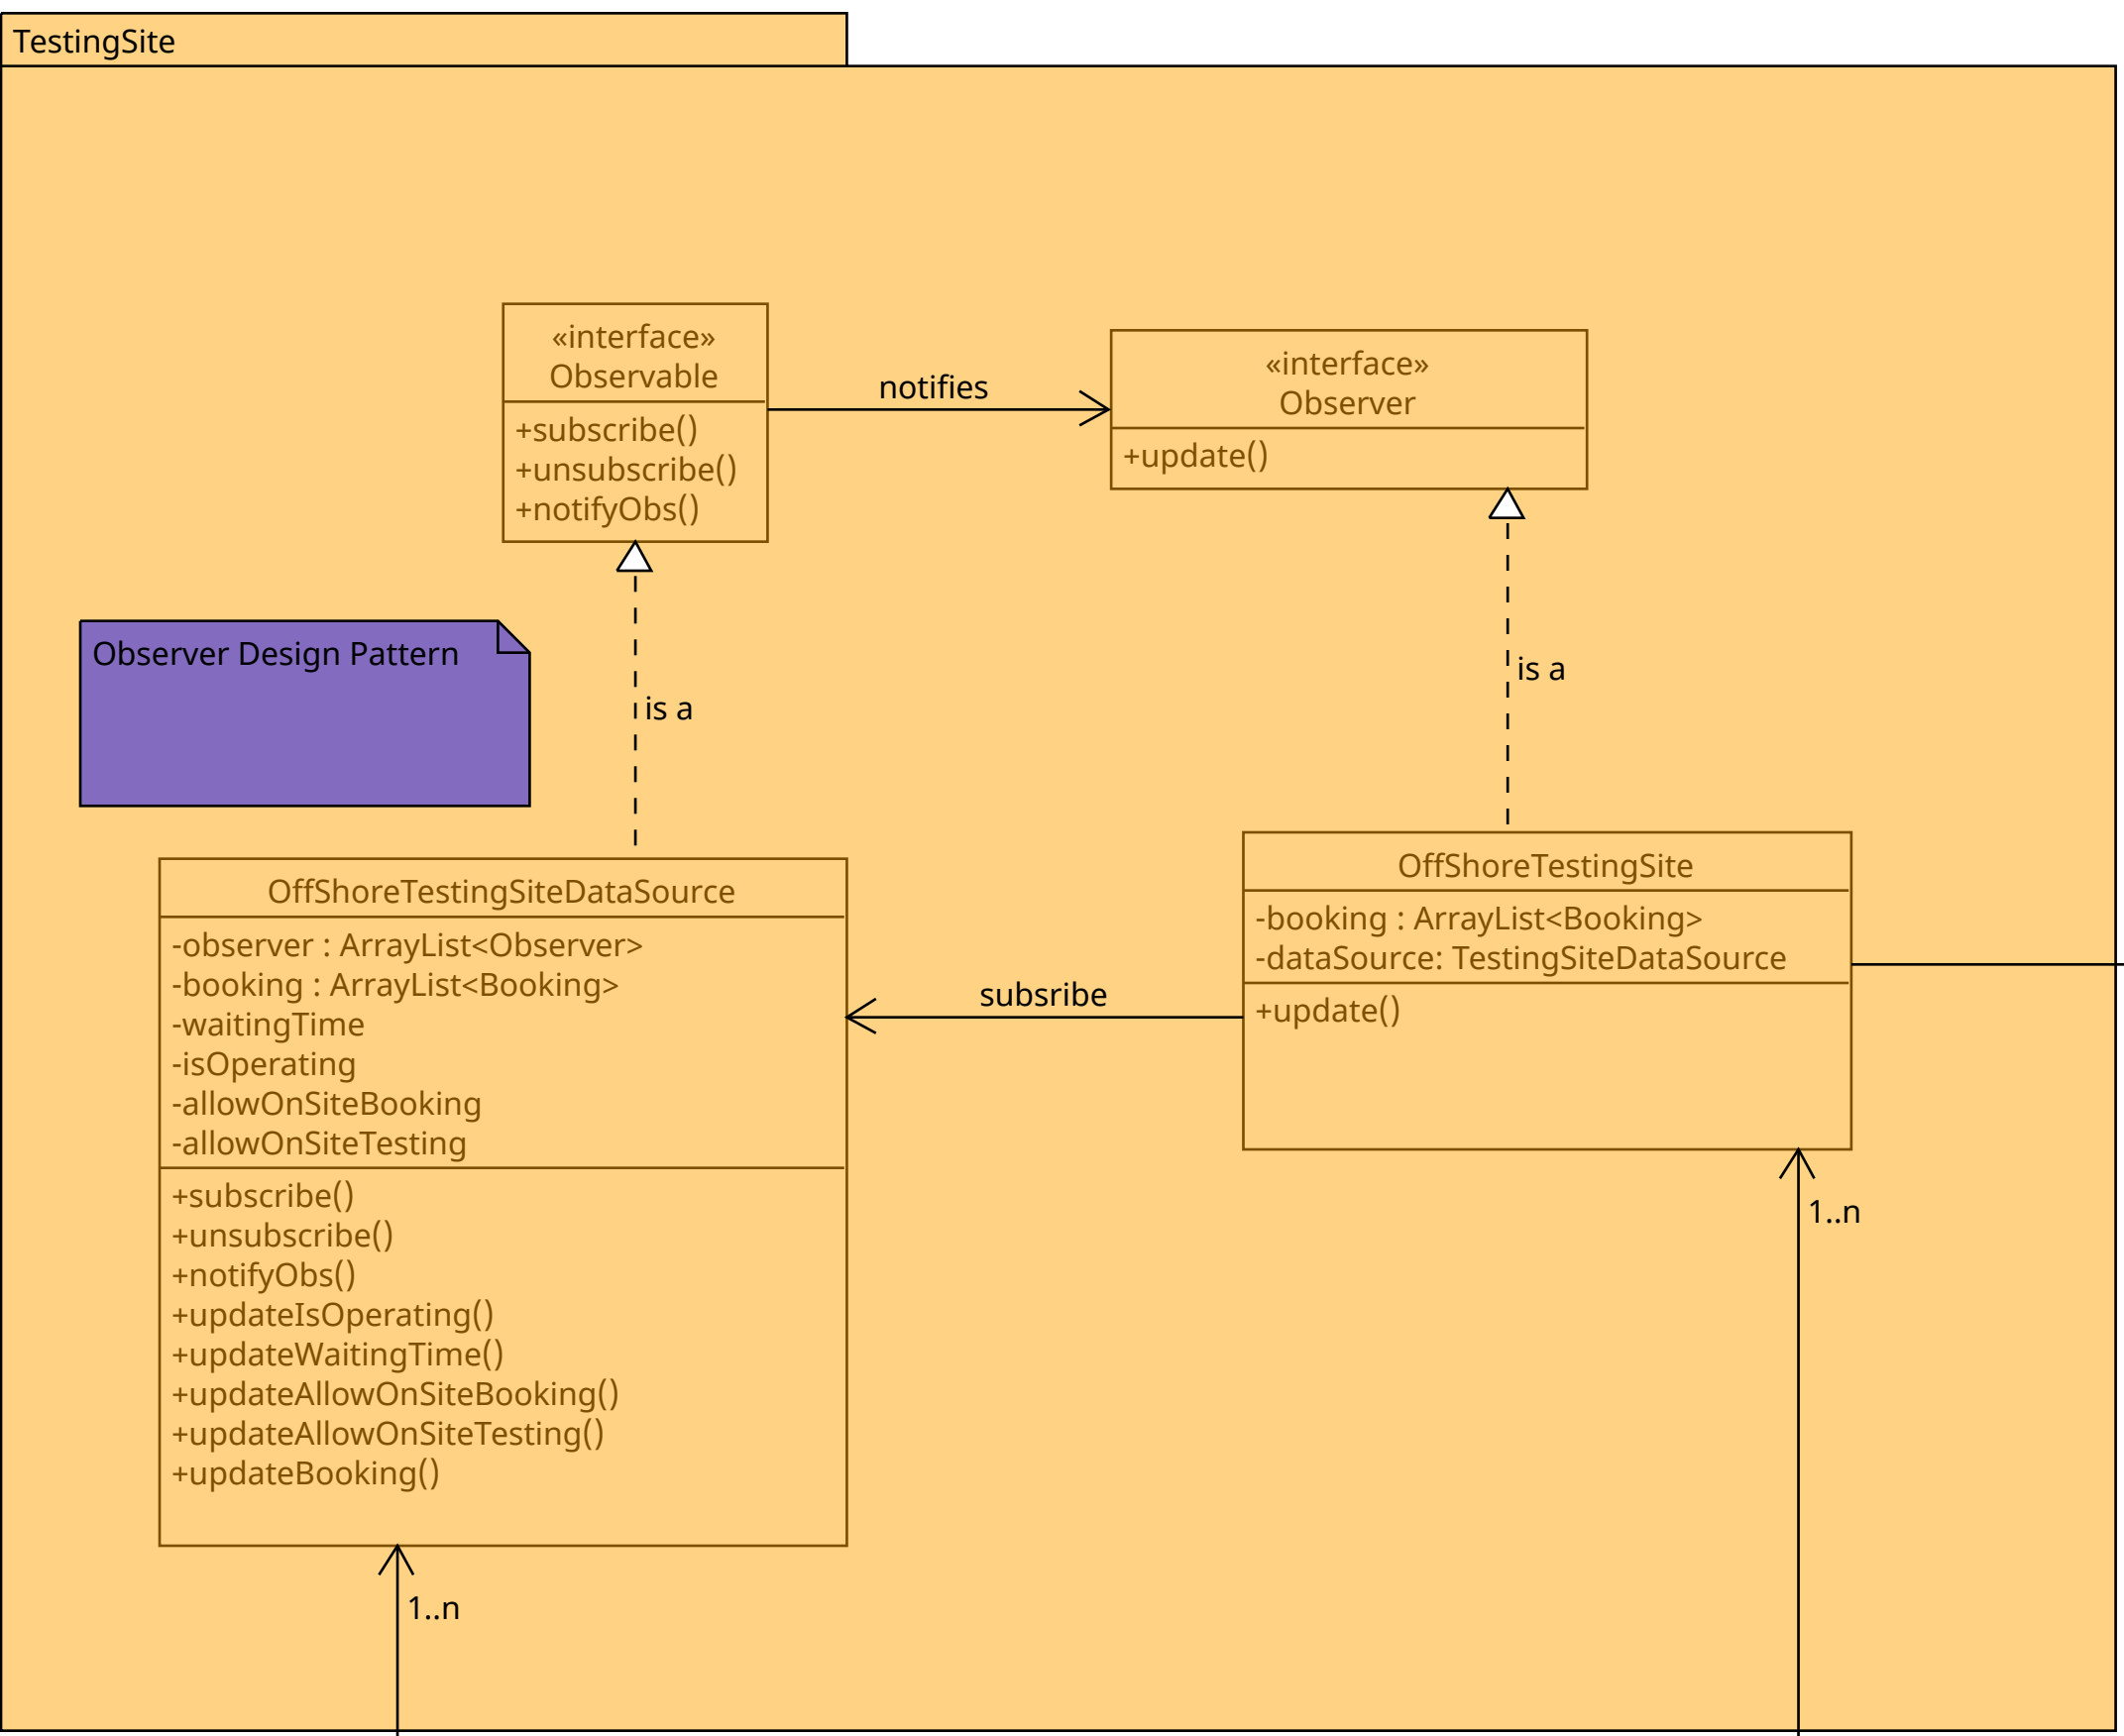 TestingSite
«interface»
Observable
+subscribe()
+unsubscribe()
+notifyObs()
notifies
«interface»
Observer
+update()
Observer Design Pattern
is a
is a
OffShoreTestingSiteDataSource
-observer : ArrayList<Observer>
-booking : ArrayList<Booking>
-waitingTime
-isOperating
-allowOnSiteBooking
-allowOnSiteTesting
+subscribe()
+unsubscribe()
+notifyObs()
+updateIsOperating()
+updateWaitingTime()
+updateAllowOnSiteBooking()
+updateAllowOnSiteTesting()
+updateBooking()
subsribe
OffShoreTestingSite
-booking : ArrayList<Booking>
-dataSource: TestingSiteDataSource
+update()
1..n
1..n